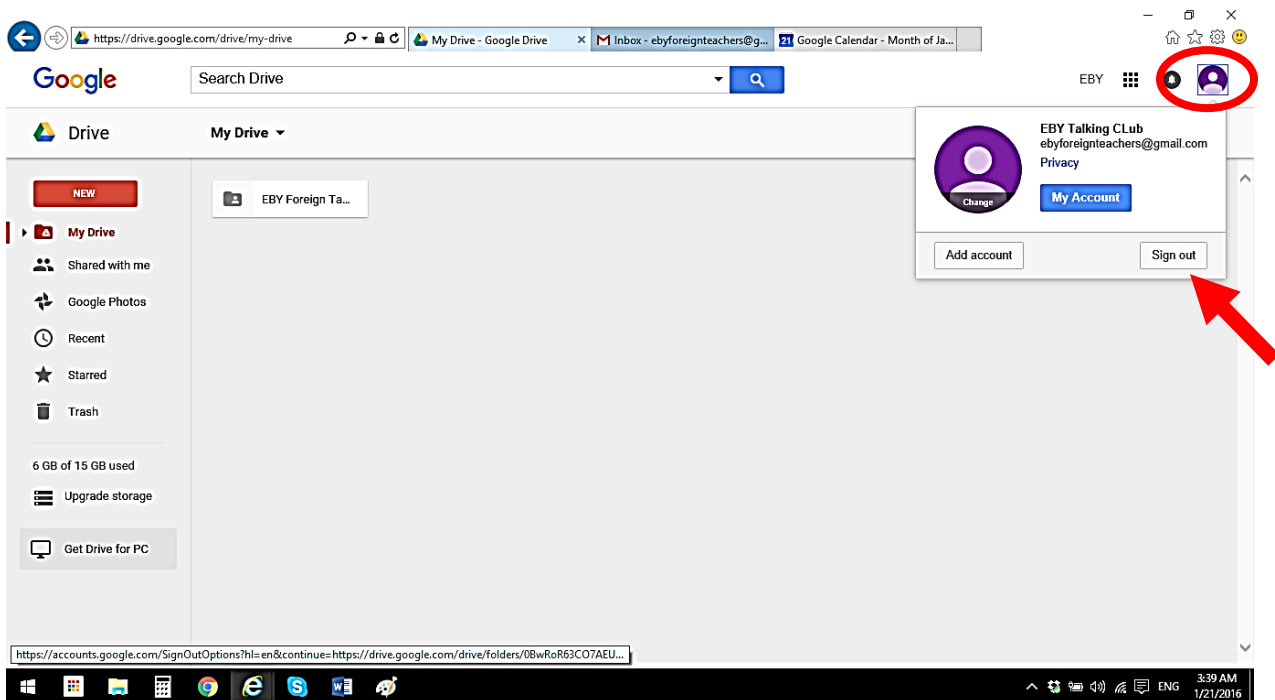 https://drive.google.com/drive/my-drive
My Drive - Google Drive
Inbox - ebyforeignteachers@g...
21 Google Calendar - Month of Ja...
Google
Search Drive
EBY
Drive
My Drive
EBY Talking CLub
ebyforeignteachers@gmail.com
Privacy
Change
My Account
Add account
Sign out
NEW
EBY Foreign Ta...
My Drive
Shared with me
Google Photos
Recent
Starred
Trash
6 GB of 15 GB used
Upgrade storage
Get Drive for PC
https://accounts.google.com/SignOutOptions?hl=en&continue=https://drive.google.com/drive/folders/0BwRoR63CO7AEU...
ENG
3:39 AM
1/21/2016